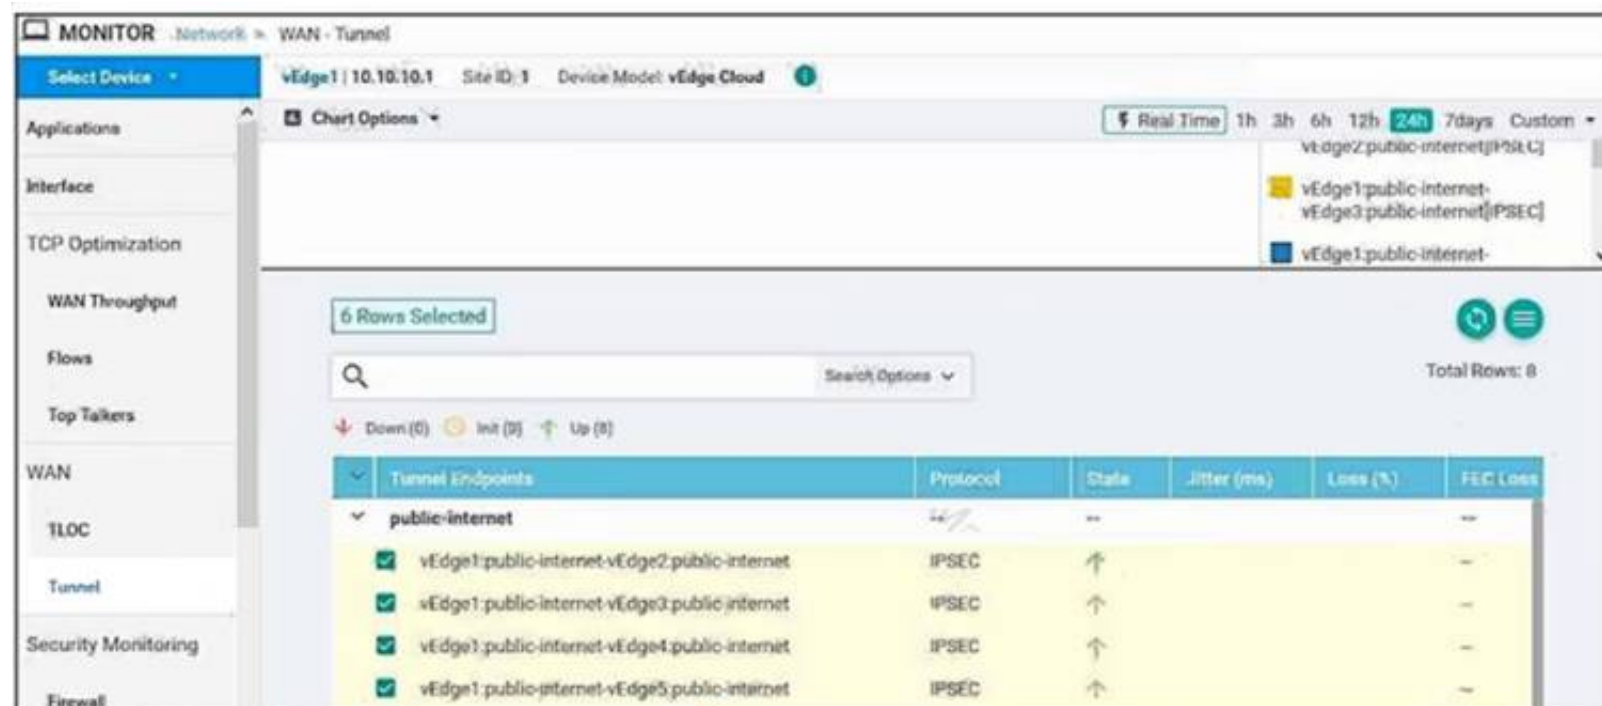 MONITOR Network > WAN - Tunnel
Select Device
vEdge1 | 10.10.10.1 Site ID: 1 Device Model: vEdge Cloud
Chart Options
Real Time 1h 3h 6h 12h 24h 7days Custom
Applications
Interface
TCP Optimization
WAN Throughput
Flows
Top Talkers
WAN
TLOC
Tunnel
Security Monitoring
Firewall
vEdge2:public-internet[IPSEC]
vEdge1:public-internet-
vEdge3:public-internet[IPSEC]
vEdge1:public-internet-
6 Rows Selected
Search Options
Total Rows: 8
Down (0) Init (0) Up (8)
Tunnel Endpoints Protocol State Jitter (ms) Loss (%) FEC Loss
public-internet -- -- --
vEdge1:public-internet-vEdge2:public-internet IPSEC --
vEdge1:public-internet-vEdge3:public-internet IPSEC --
vEdge1:public-internet-vEdge4:public-internet IPSEC --
vEdge1:public-internet-vEdge5:public-internet IPSEC --